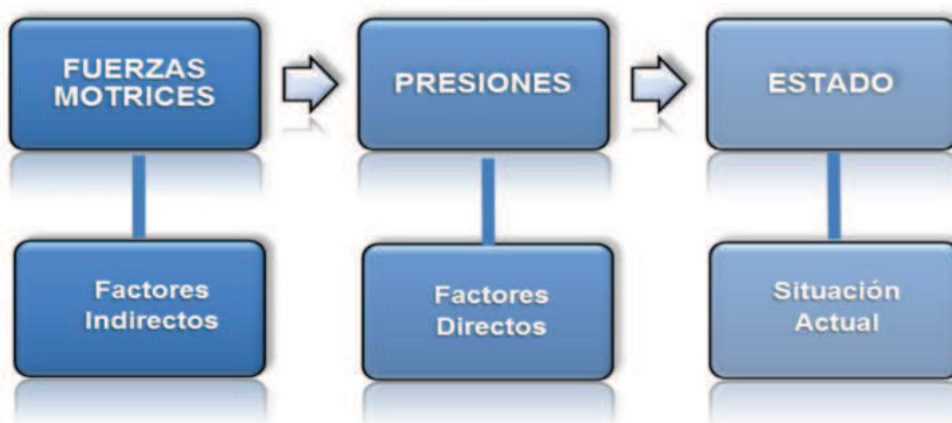 FUERZAS
MOTRICES
PRESIONES
ESTADO
Factores
Indirectos
Factores
Directos
Situación
Actual